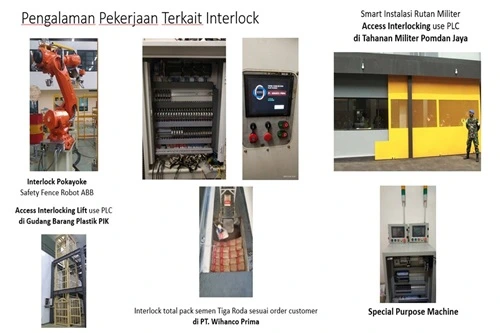 Pengalaman Pekerjaan Terkait Interlock
Smart Instalasi Rutan Militer
Access Interlocking use PLC
di Tahanan Militer Pomdan Jaya
Interlock Pokayoke
Safety Fence Robot ABB
Access Interlocking Lift use PLC
di Gudang Barang Plastik PIK
Interlock total pack semen Tiga Roda sesuai order customer
di PT. Wihanco Prima
Special Purpose Machine